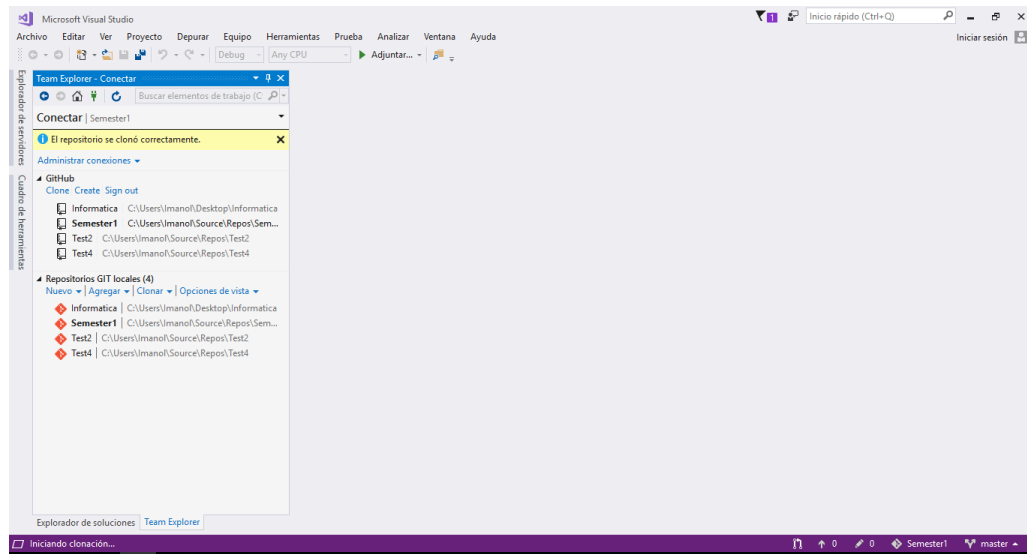 Microsoft Visual Studio
1
Inicio rápido (Ctrl+Q)
Archivo Editar Ver Proyecto Depurar Equipo Herramientas Prueba Analizar Ventana Ayuda
Iniciar sesión
Debug Any CPU Adjuntar...
Explorador de servidores
Cuadro de herramientas
Team Explorer - Conectar
Buscar elementos de trabajo (C
Conectar | Semester1
El repositorio se clonó correctamente.
Administrar conexiones
GitHub
Clone Create Sign out
Informatica C:\Users\Imanol\Desktop\Informatica
Semester1 C:\Users\Imanol\Source\Repos\Sem...
Test2 C:\Users\Imanol\Source\Repos\Test2
Test4 C:\Users\Imanol\Source\Repos\Test4
Repositorios GIT locales (4)
Nuevo | Agregar | Clonar | Opciones de vista
Informatica | C:\Users\Imanol\Desktop\Informatica
Semester1 | C:\Users\Imanol\Source\Repos\Sem...
Test2 | C:\Users\Imanol\Source\Repos\Test2
Test4 | C:\Users\Imanol\Source\Repos\Test4
Explorador de soluciones Team Explorer
Iniciando clonación...
0 0 Semester1 master